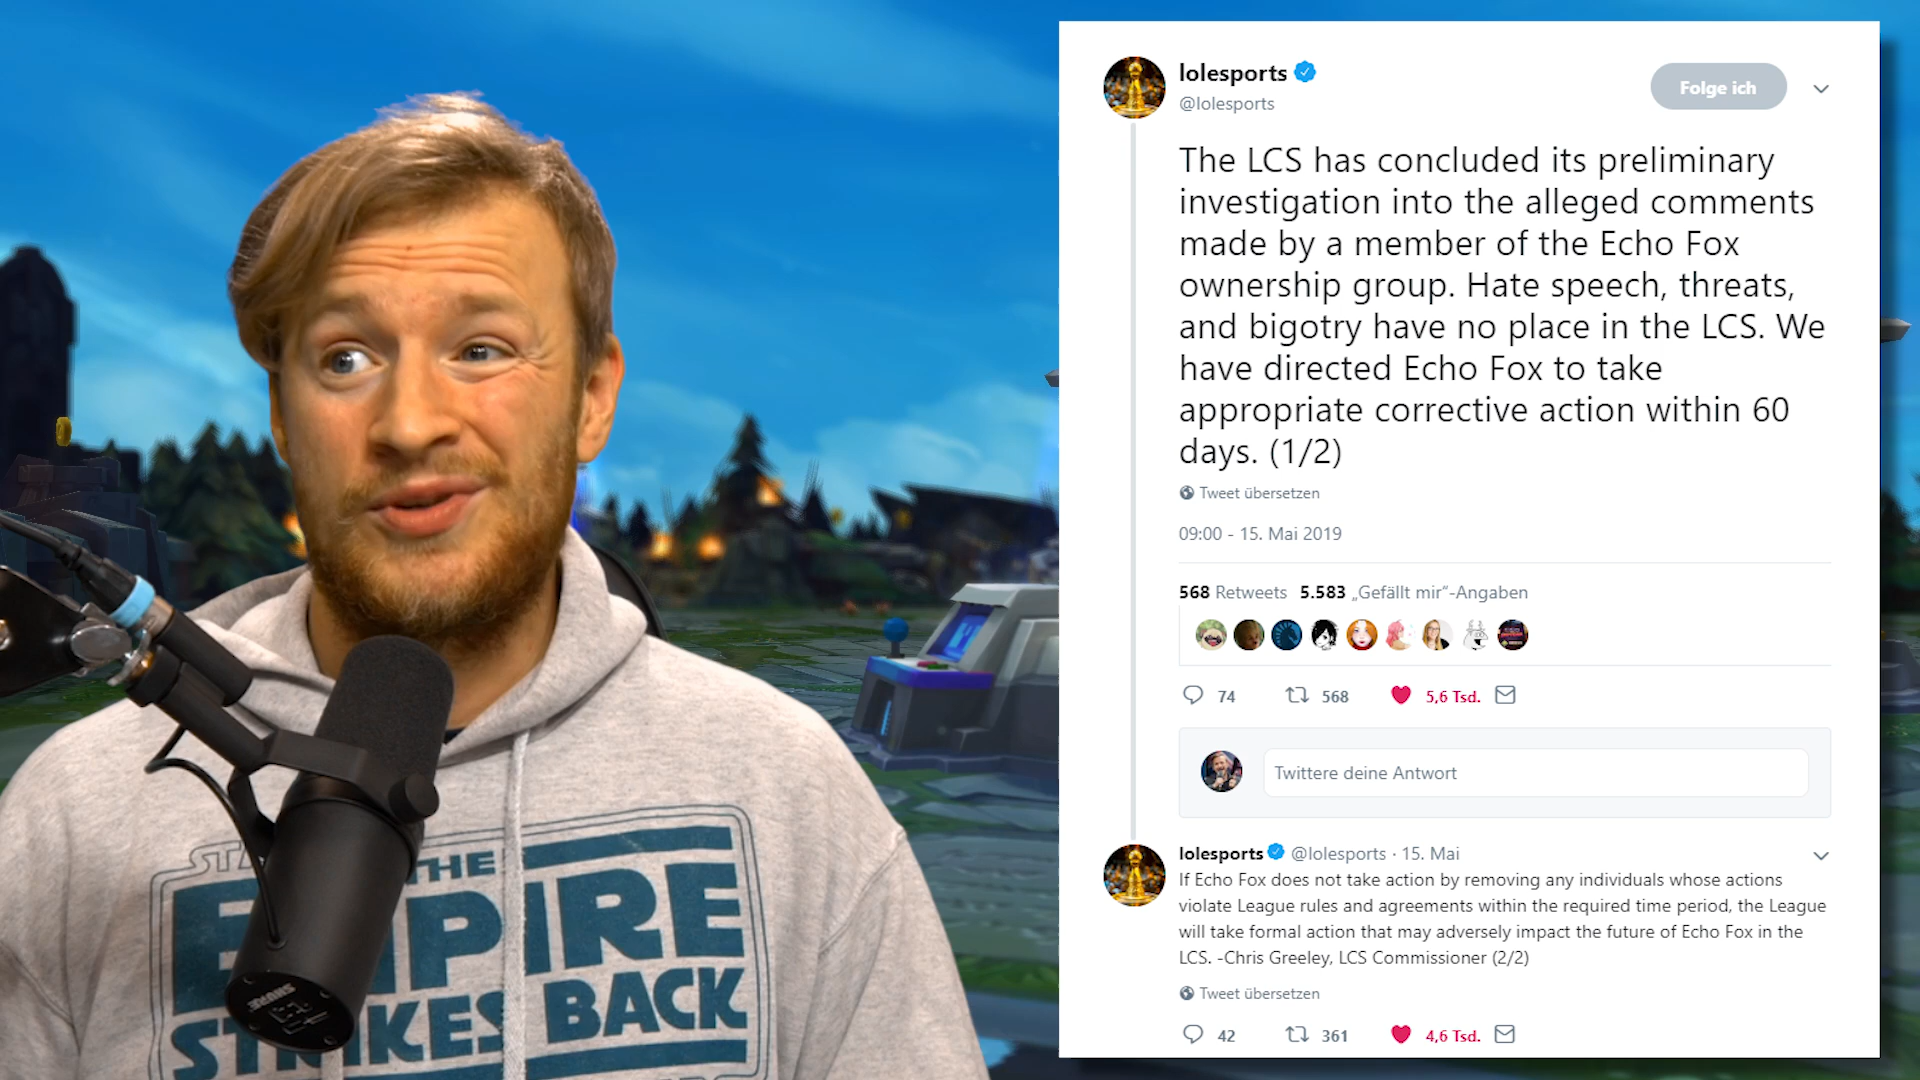 lolesports
@lolesports
Folge ich
The LCS has concluded its preliminary
investigation into the alleged comments
made by a member of the Echo Fox
ownership group. Hate speech, threats,
and bigotry have no place in the LCS. We
have directed Echo Fox to take
appropriate corrective action within 60
days. (1/2)
Tweet übersetzen
09:00 - 15. Mai 2019
568 Retweets 5.583 „Gefällt mir“-Angaben
74 568 5,6 Tsd.
Twittere deine Antwort
lolesports @lolesports · 15. Mai
If Echo Fox does not take action by removing any individuals whose actions
violate League rules and agreements within the required time period, the League
will take formal action that may adversely impact the future of Echo Fox in the
LCS. -Chris Greeley, LCS Commissioner (2/2)
Tweet übersetzen
42 361 4,6 Tsd.
THE
EMPIRE
STRIKES BACK
SHURE